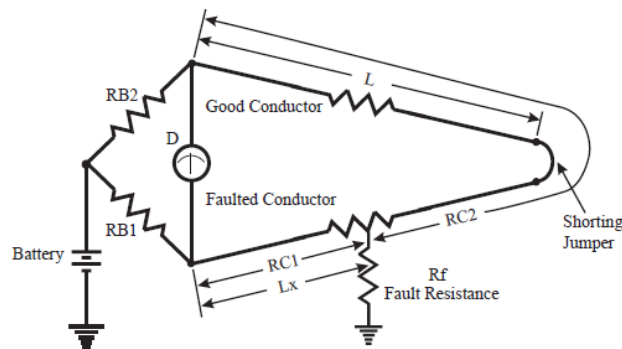 L
RB2
Good Conductor
D
Faulted Conductor
RB1
RC2
Shorting
Jumper
Battery
RC1
Lx
Rf
Fault Resistance